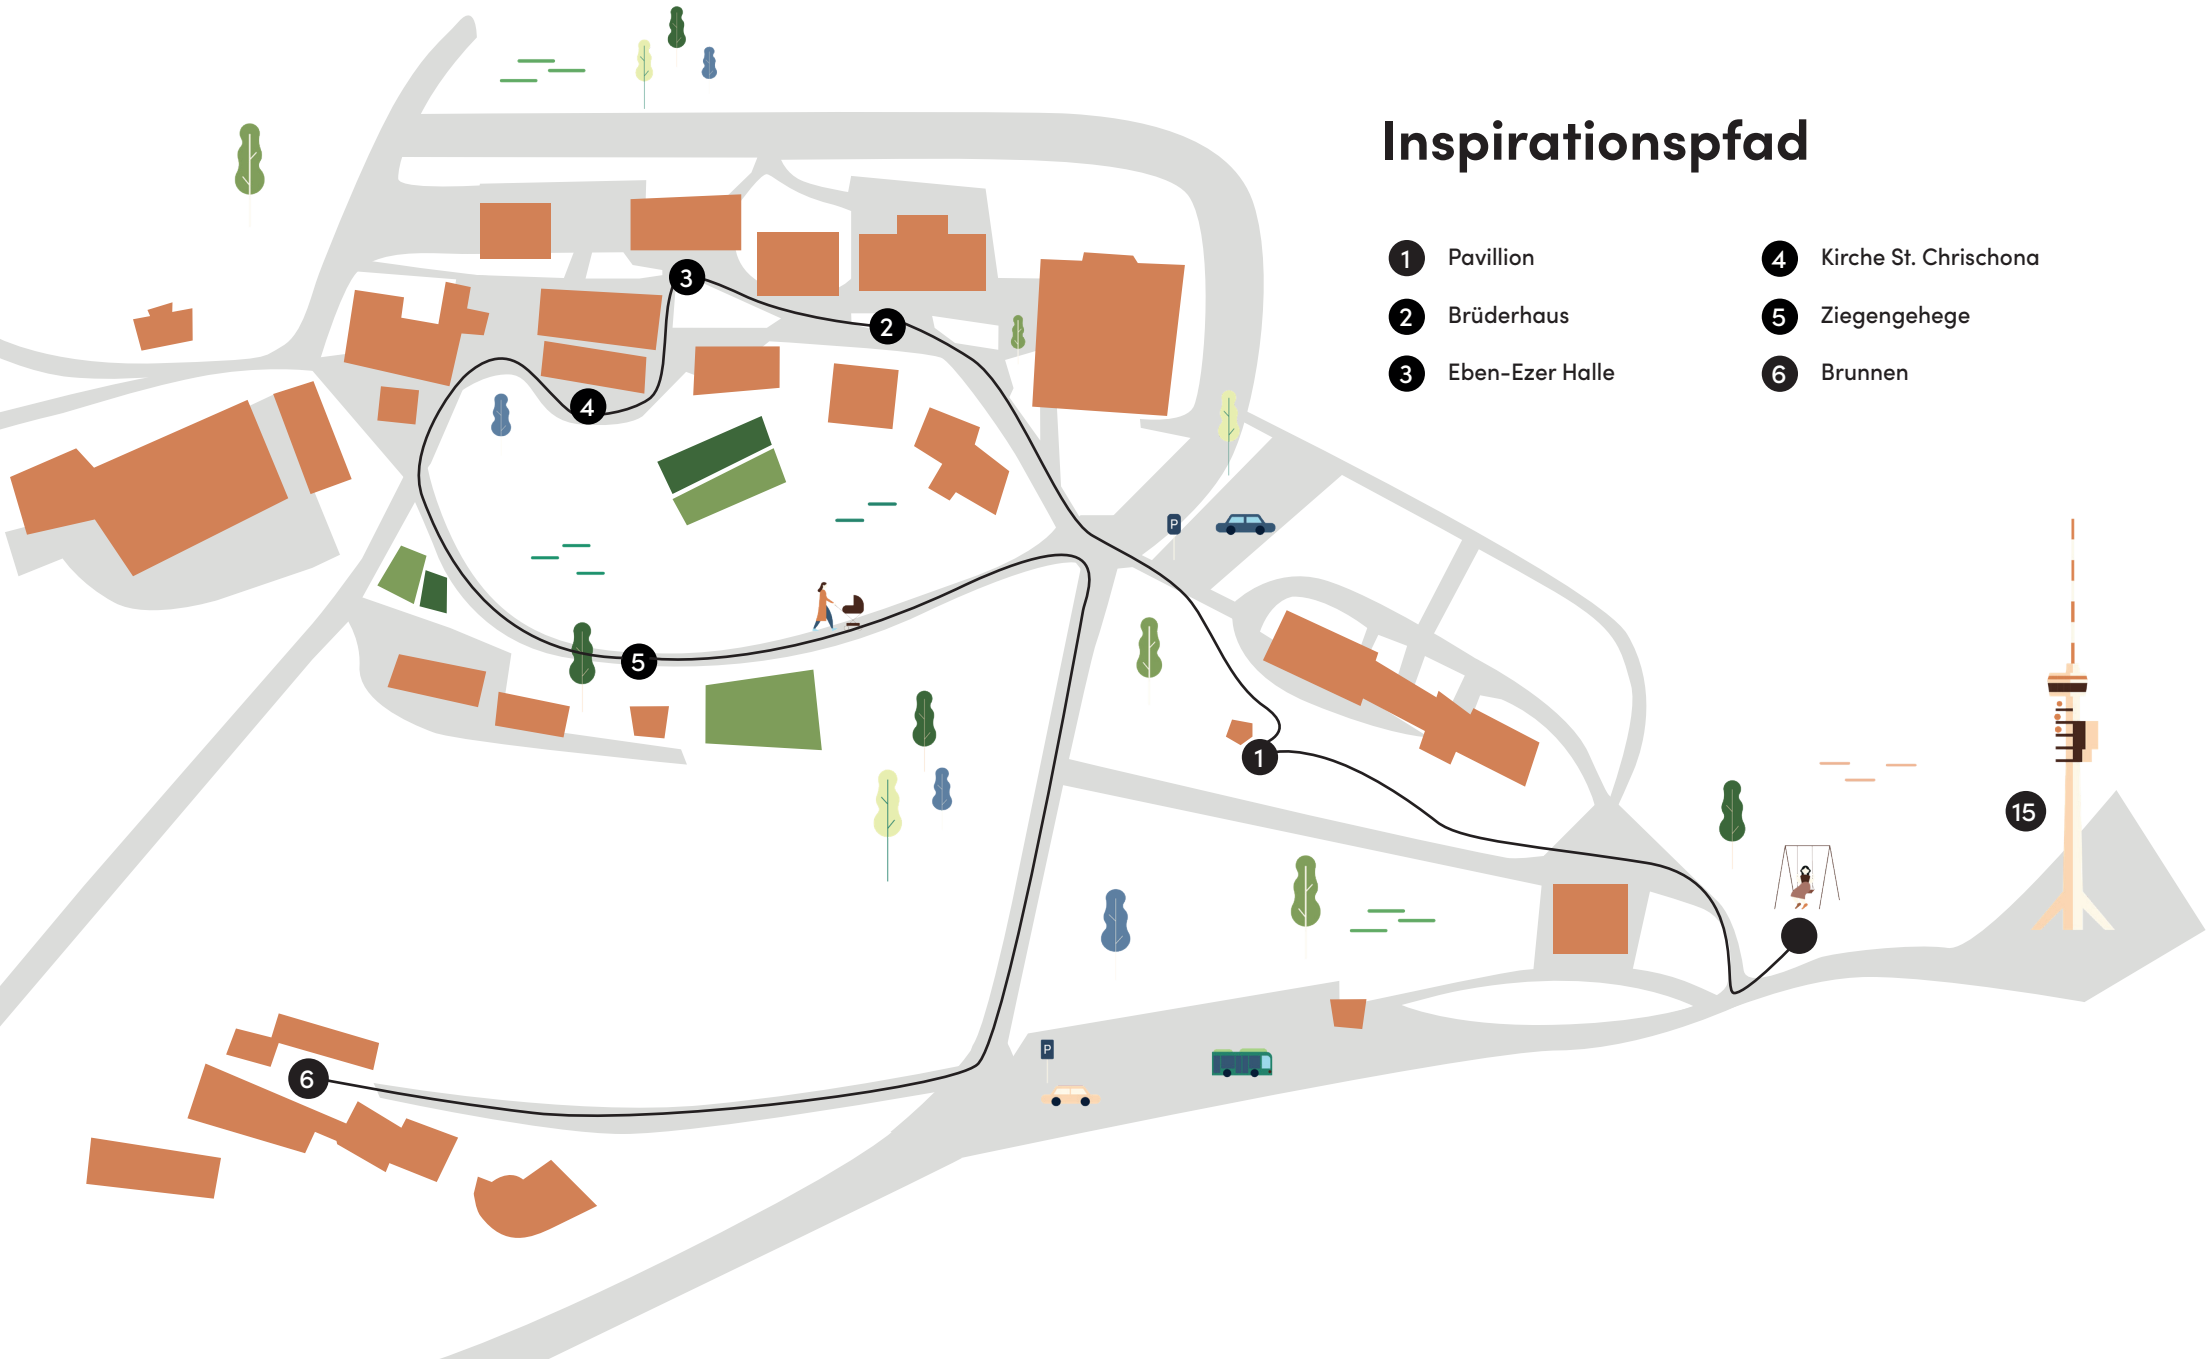 Inspirationspfad
1 Pavillion
2 Brüderhaus
3 Eben-Ezer Halle
4 Kirche St. Chrischona
5 Ziegengehege
6 Brunnen
3
2
4
P
5
1
15
P
6